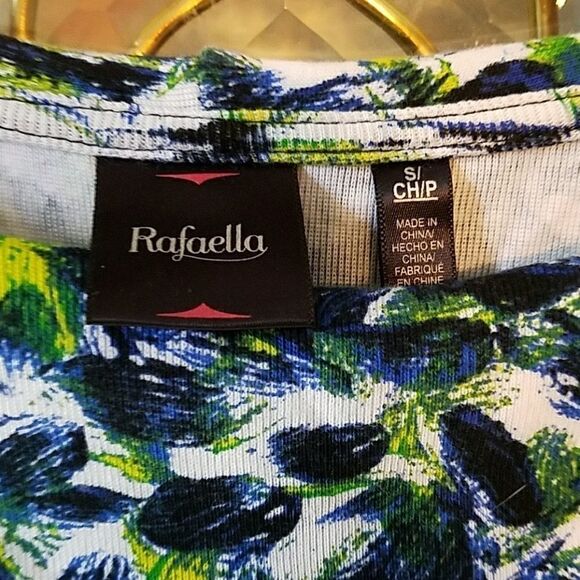 Rafaella
S/
CH/P
MADE IN
CHINA/
HECHO EN
CHINA/
FABRIQUÉ
EN CHINE